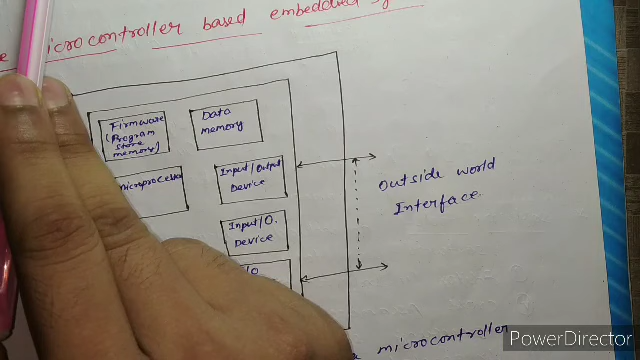 microcontroller based embedded
Firmware
(Program
store
memory)
Data
memory
microprocessor
Input/Output
Device
Input/O.
Device
I/O
Outside world
Interface
a microcontroller
PowerDirector